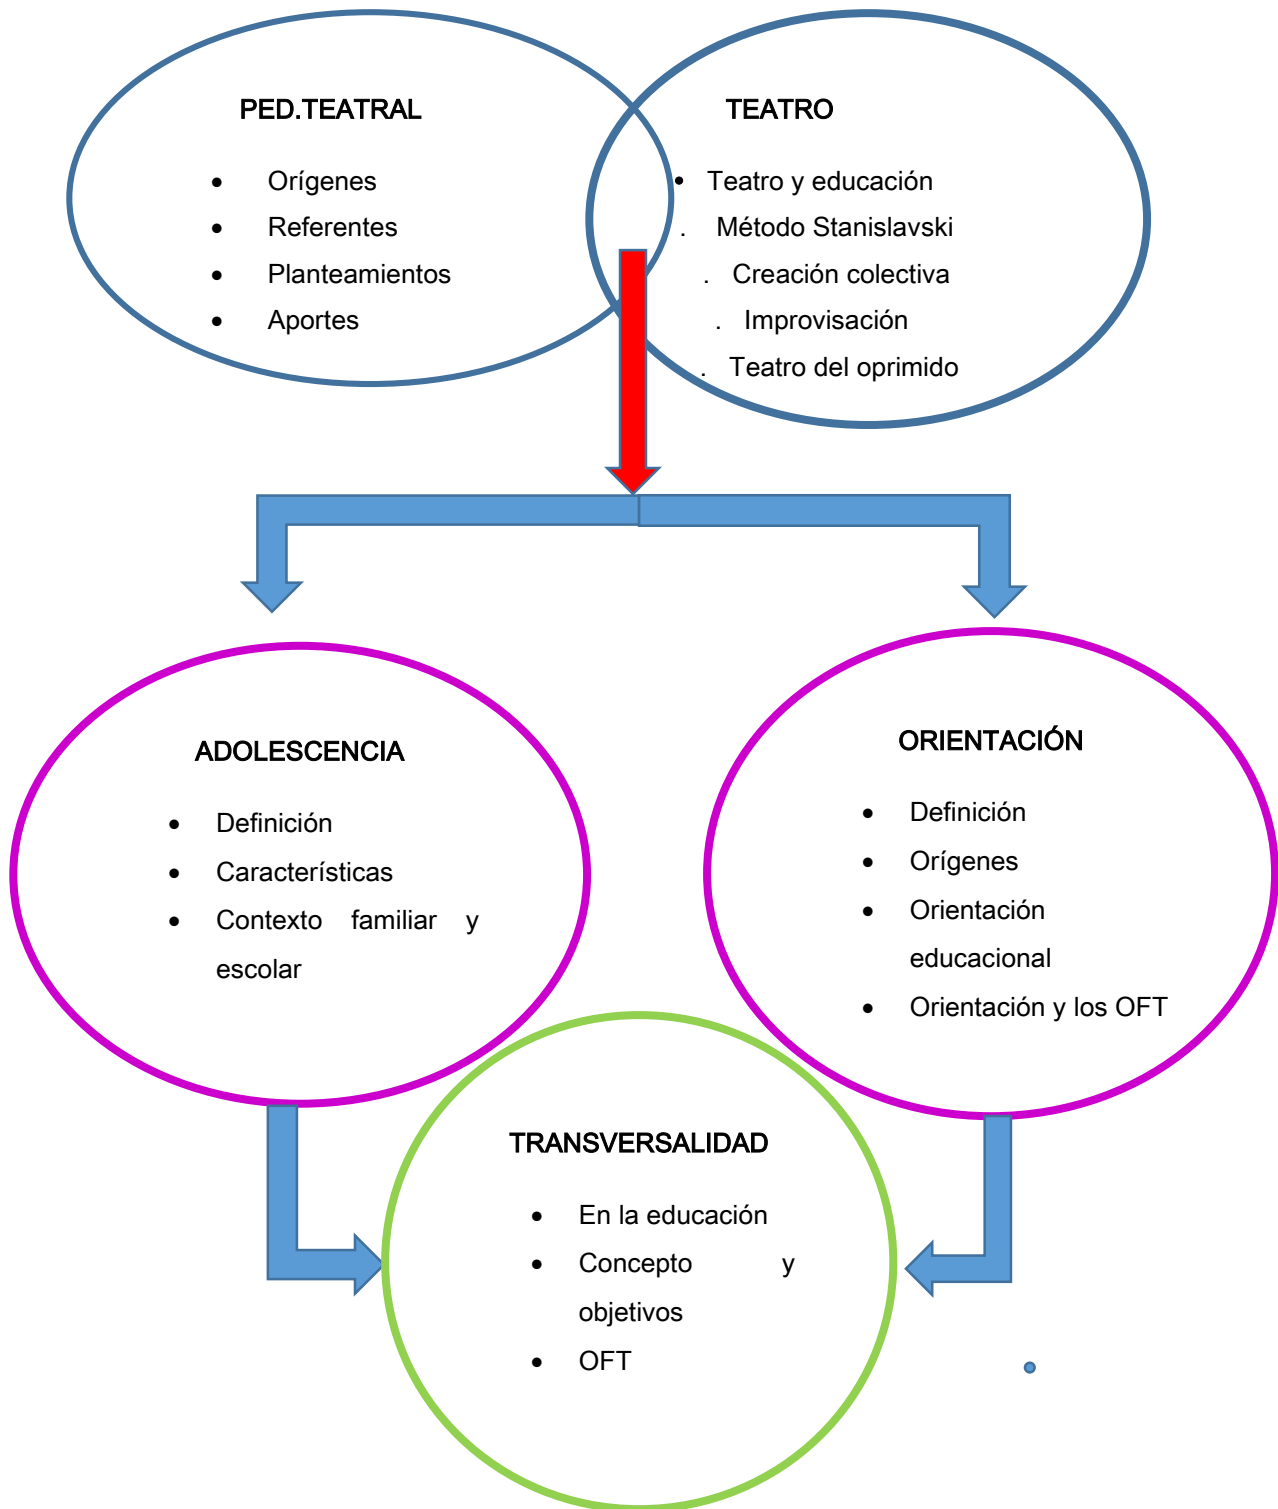 PED.TEATRAL
• Orígenes
• Referentes
• Planteamientos
• Aportes
TEATRO
• Teatro y educación
. Método Stanislavski
. Creación colectiva
. Improvisación
. Teatro del oprimido
ADOLESCENCIA
• Definición
• Características
• Contexto familiar y
escolar
ORIENTACIÓN
• Definición
• Orígenes
• Orientación
educacional
• Orientación y los OFT
TRANSVERSALIDAD
• En la educación
• Concepto y
objetivos
• OFT